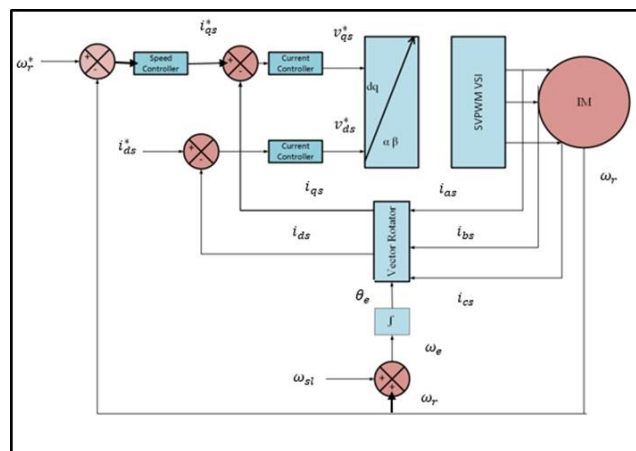 i*qs
v*qs
ω*r
+
-
Speed
Controller
+
-
Current
Controller
dq
α β
SVPWM VSI
IM
v*ds
i*ds
+
-
Current
Controller
ωr
iqs
ias
ids
Vector Rotator
ibs
θe
ics
∫
ωe
ωsl
+
+
ωr